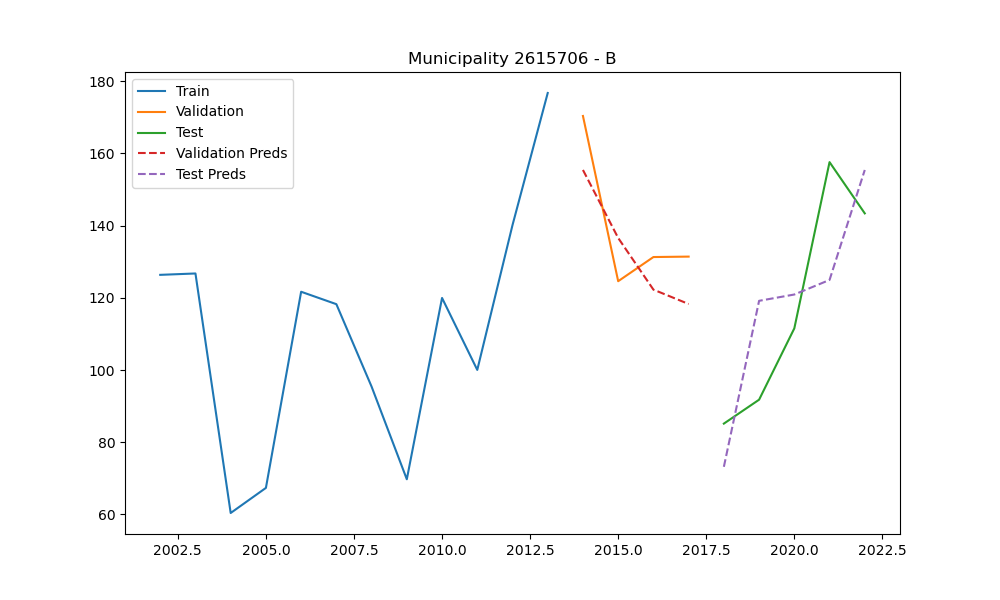 Municipality 2615706 - B
180
160
140
120
100
80
60
Train
Validation
Test
Validation Preds
Test Preds
2002.5 2005.0 2007.5 2010.0 2012.5 2015.0 2017.5 2020.0 2022.5